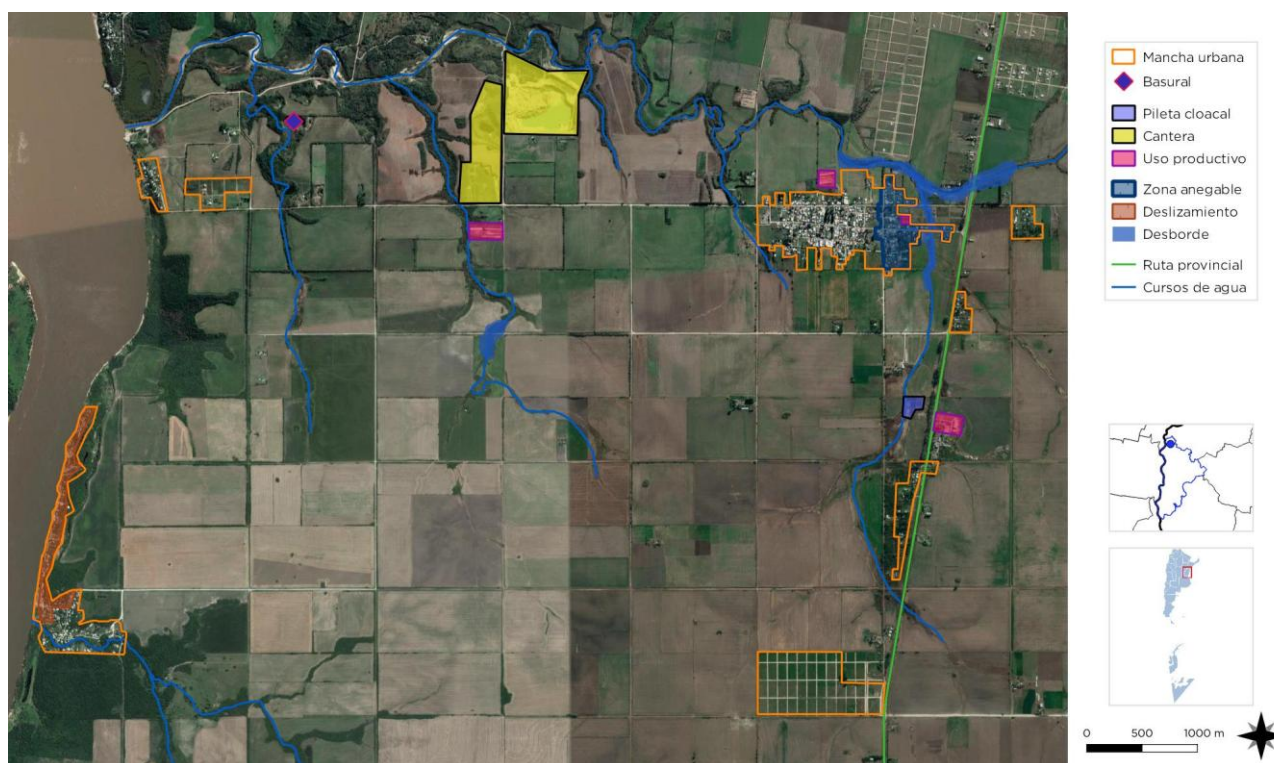 Mancha urbana
Basural
Pileta cloacal
Cantera
Uso productivo
Zona anegable
Deslizamiento
Desborde
Ruta provincial
Cursos de agua
0 500 1000 m